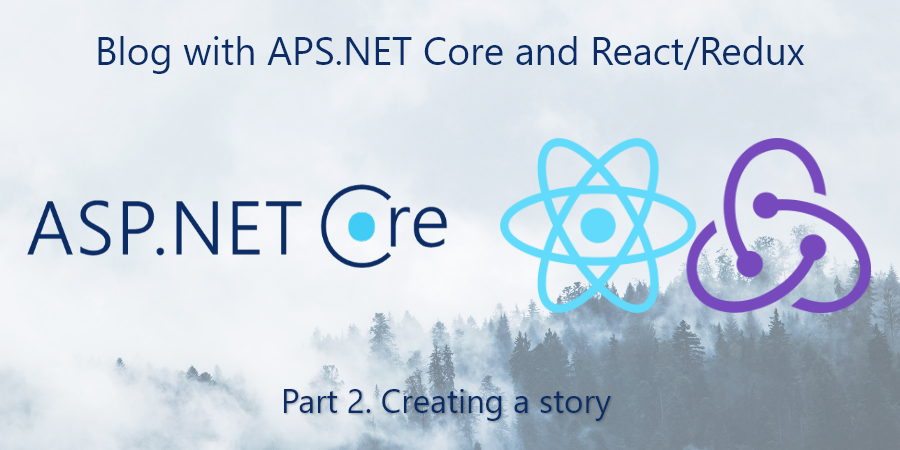 Blog with APS.NET Core and React/Redux
ASP.NET Core
Part 2. Creating a story